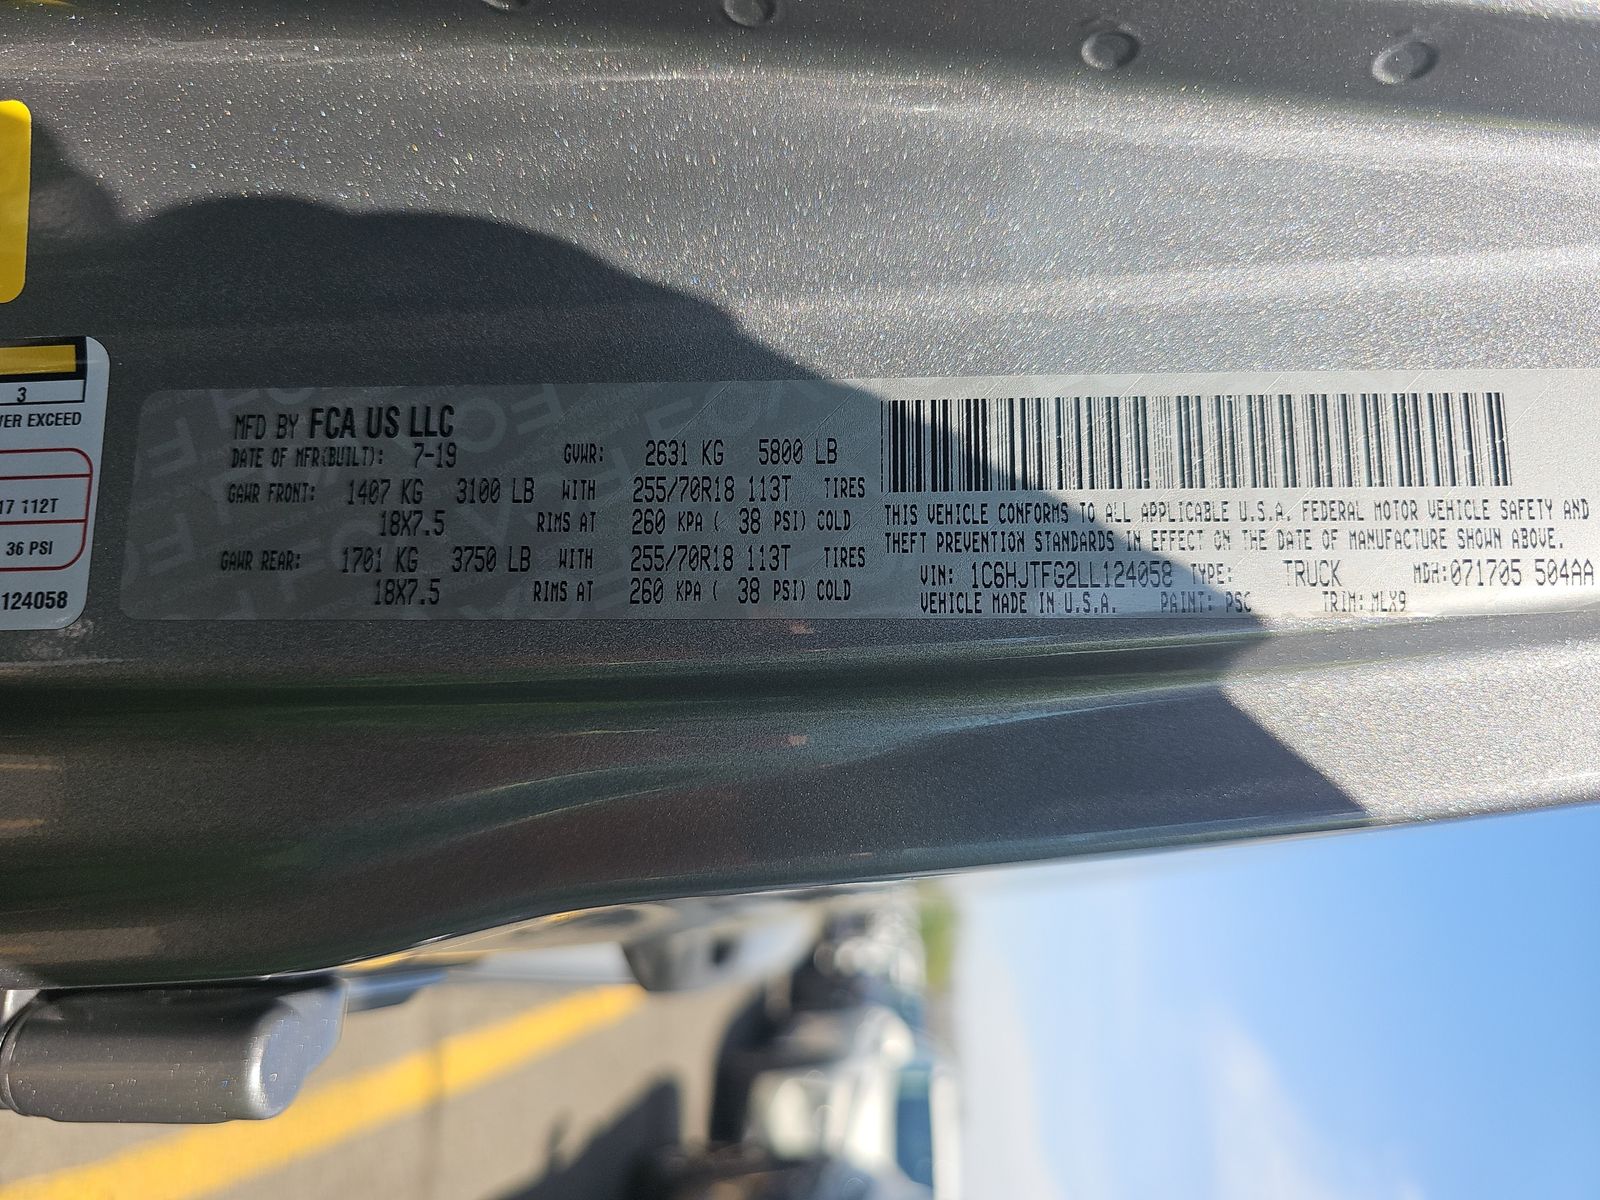 3
VER EXCEED
17 112T
36 PSI
124058
MFD BY FCA US LLC
DATE OF MFR(BUILT): 7-19 GVWR: 2631 KG 5800 LB
GAWR FRONT: 1407 KG 3100 LB WITH 255/70R18 113T TIRES
18X7.5 RIMS AT 260 KPA ( 38 PSI) COLD
GAWR REAR: 1701 KG 3750 LB WITH 255/70R18 113T TIRES
18X7.5 RIMS AT 260 KPA ( 38 PSI) COLD
THIS VEHICLE CONFORMS TO ALL APPLICABLE U.S.A. FEDERAL MOTOR VEHICLE SAFETY AND
THEFT PREVENTION STANDARDS IN EFFECT ON THE DATE OF MANUFACTURE SHOWN ABOVE.
VIN: 1C6HJTFG2LL124058 TYPE: TRUCK MDH:071705 504AA
VEHICLE MADE IN U.S.A. PAINT: PSC TRIM: MLX9